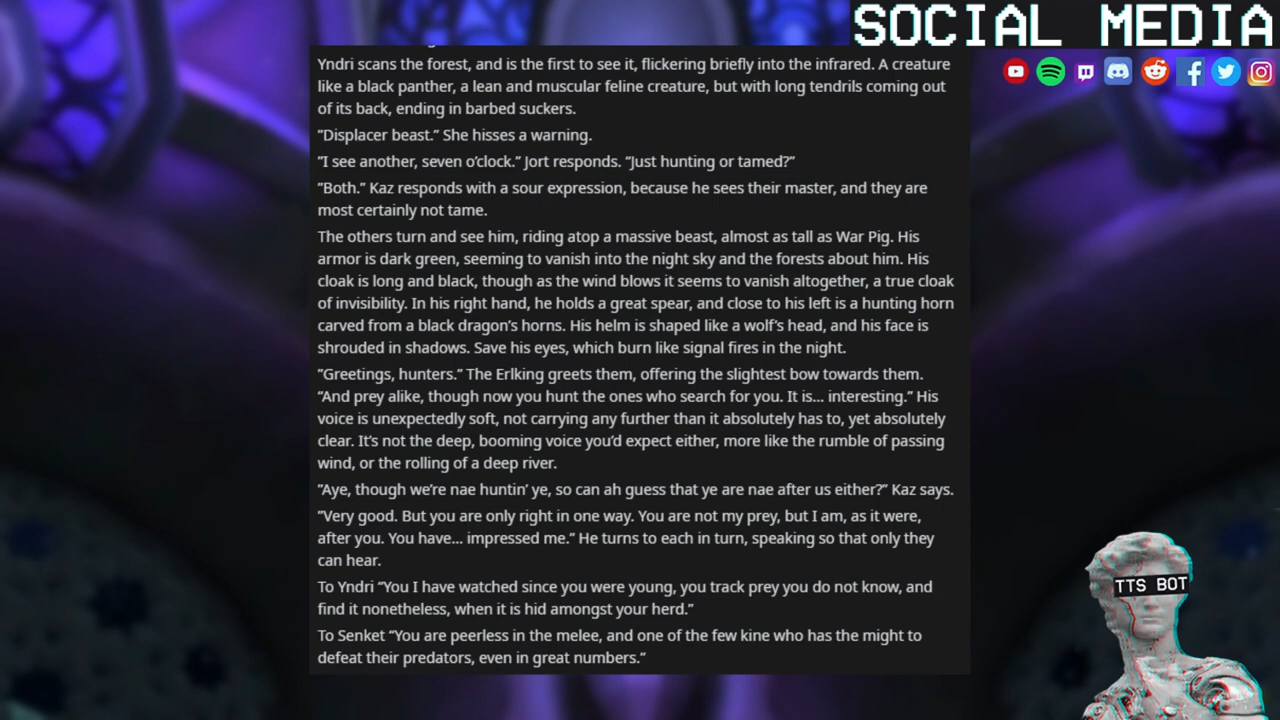 SOCIAL MEDIA
Yndri scans the forest, and is the first to see it, flickering briefly into the infrared. A creature
like a black panther, a lean and muscular feline creature, but with long tendrils coming out
of its back, ending in barbed suckers.
“Displacer beast.” She hisses a warning.
“I see another, seven o’clock.” Jort responds. “Just hunting or tamed?”
“Both.” Kaz responds with a sour expression, because he sees their master, and they are
most certainly not tame.
The others turn and see him, riding atop a massive beast, almost as tall as War Pig. His
armor is dark green, seeming to vanish into the night sky and the forests about him. His
cloak is long and black, though as the wind blows it seems to vanish altogether, a true cloak
of invisibility. In his right hand, he holds a great spear, and close to his left is a hunting horn
carved from a black dragon’s horns. His helm is shaped like a wolf’s head, and his face is
shrouded in shadows. Save his eyes, which burn like signal fires in the night.
“Greetings, hunters.” The Erlking greets them, offering the slightest bow towards them.
“And prey alike, though now you hunt the ones who search for you. It is... interesting.” His
voice is unexpectedly soft, not carrying any further than it absolutely has to, yet absolutely
clear. It’s not the deep, booming voice you’d expect either, more like the rumble of passing
wind, or the rolling of a deep river.
“Aye, though we’re nae huntin’ ye, so can ah guess that ye are nae after us either?” Kaz says.
“Very good. But you are only right in one way. You are not my prey, but I am, as it were,
after you. You have... impressed me.” He turns to each in turn, speaking so that only they
can hear.
To Yndri “You I have watched since you were young, you track prey you do not know, and
find it nonetheless, when it is hid amongst your herd.”
To Senket “You are peerless in the melee, and one of the few kine who has the might to
defeat their predators, even in great numbers.”
TTS BOT